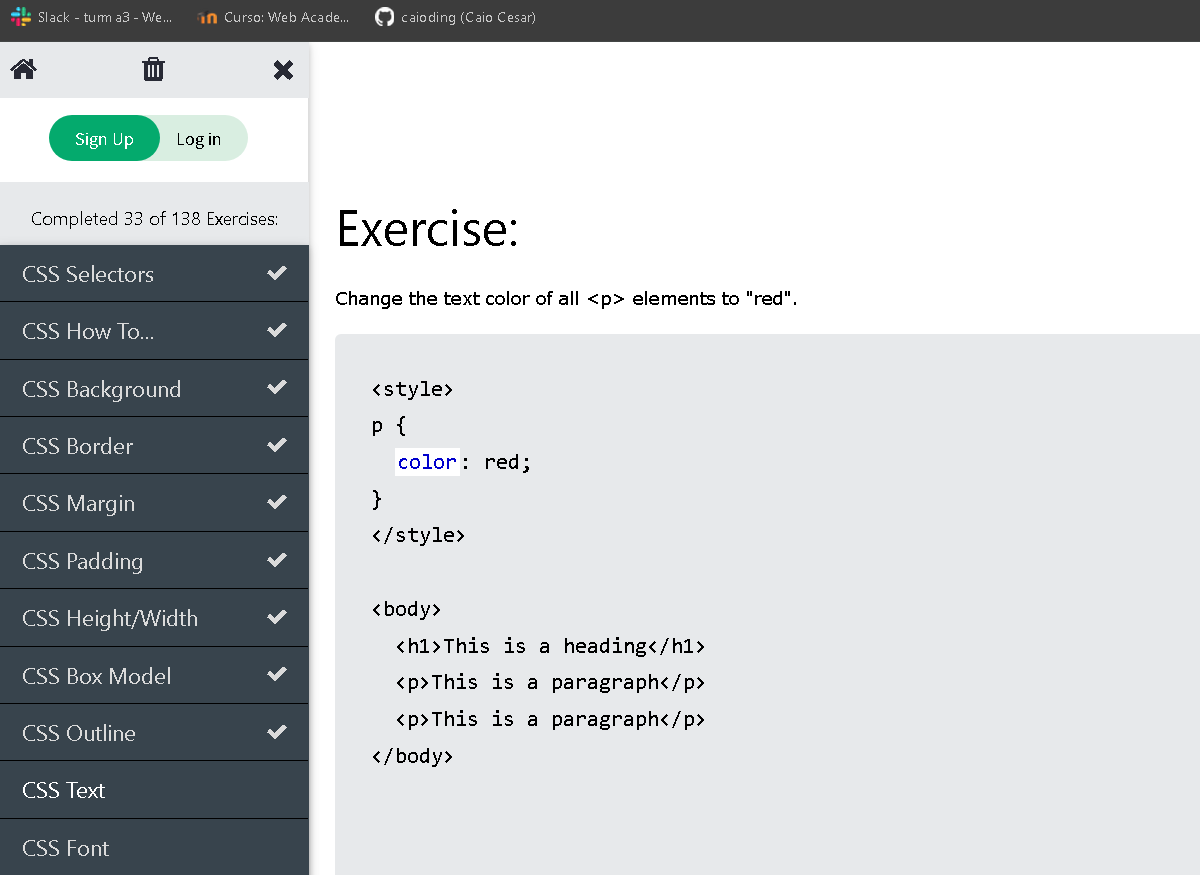 Slack - turm a3 - We... Curso: Web Acade... caioding (Caio Cesar)
Sign Up Log in
Completed 33 of 138 Exercises:
CSS Selectors
CSS How To...
CSS Background
CSS Border
CSS Margin
CSS Padding
CSS Height/Width
CSS Box Model
CSS Outline
CSS Text
CSS Font
Exercise:
Change the text color of all <p> elements to "red".
<style>
p {
  color: red;
}
</style>
<body>
  <h1>This is a heading</h1>
  <p>This is a paragraph</p>
  <p>This is a paragraph</p>
</body>